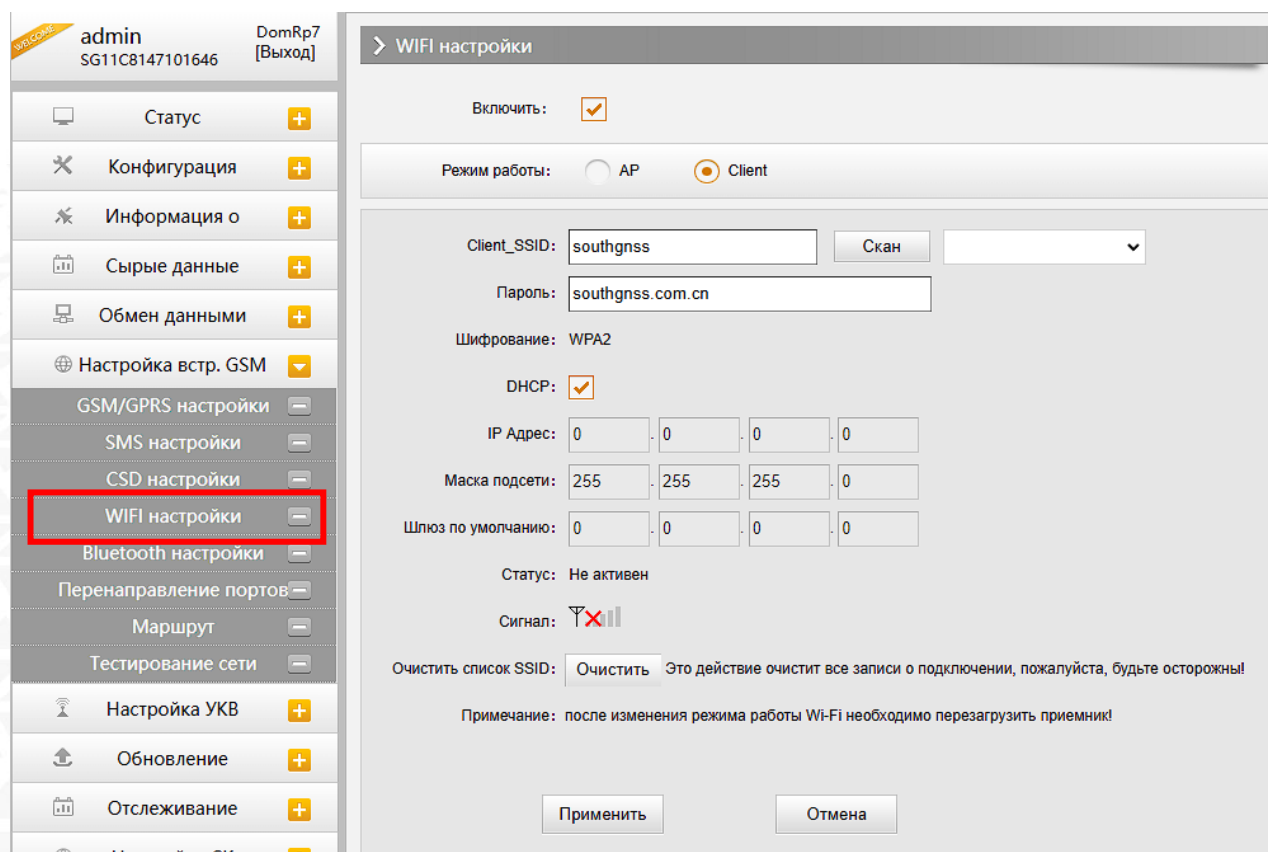 WELCOME
admin
DomRp7
SG11C8147101646
[Выход]
Статус
Конфигурация
Информация о
Сырые данные
Обмен данными
Настройка встр. GSM
GSM/GPRS настройки
SMS настройки
CSD настройки
WIFI настройки
Bluetooth настройки
Перенаправление портов
Маршрут
Тестирование сети
Настройка УКВ
Обновление
Отслеживание
WIFI настройки
Включить:
Режим работы: AP Client
Client_SSID: southgnss Скан
Пароль: southgnss.com.cn
Шифрование: WPA2
DHCP:
IP Адрес: 0 . 0 . 0 . 0
Маска подсети: 255 . 255 . 255 . 0
Шлюз по умолчанию: 0 . 0 . 0 . 0
Статус: Не активен
Сигнал:
Очистить список SSID: Очистить Это действие очистит все записи о подключении, пожалуйста, будьте осторожны!
Примечание: после изменения режима работы Wi-Fi необходимо перезагрузить приемник!
Применить Отмена